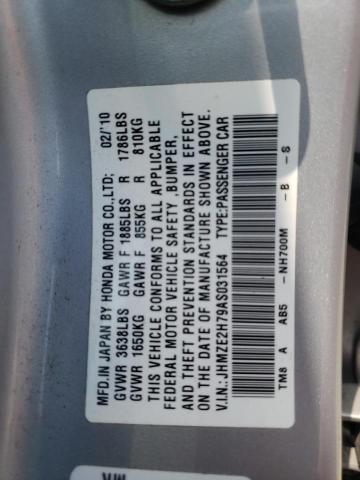 MFD.IN JAPAN BY HONDA MOTOR CO.,LTD; 02/'10
GVWR 3638LBS GAWR F 1885LBS R 1786LBS
GVWR 1650KG GAWR F 855KG R 810KG
THIS VEHICLE CONFORMS TO ALL APPLICABLE
FEDERAL MOTOR VEHICLE SAFETY ,BUMPER,
AND THEFT PREVENTION STANDARDS IN EFFECT
ON THE DATE OF MANUFACTURE SHOWN ABOVE.
V.I.N.: JHMZE2H79AS031564 TYPE:PASSENGER CAR
TM8 A AB5 -NH700M -B -S